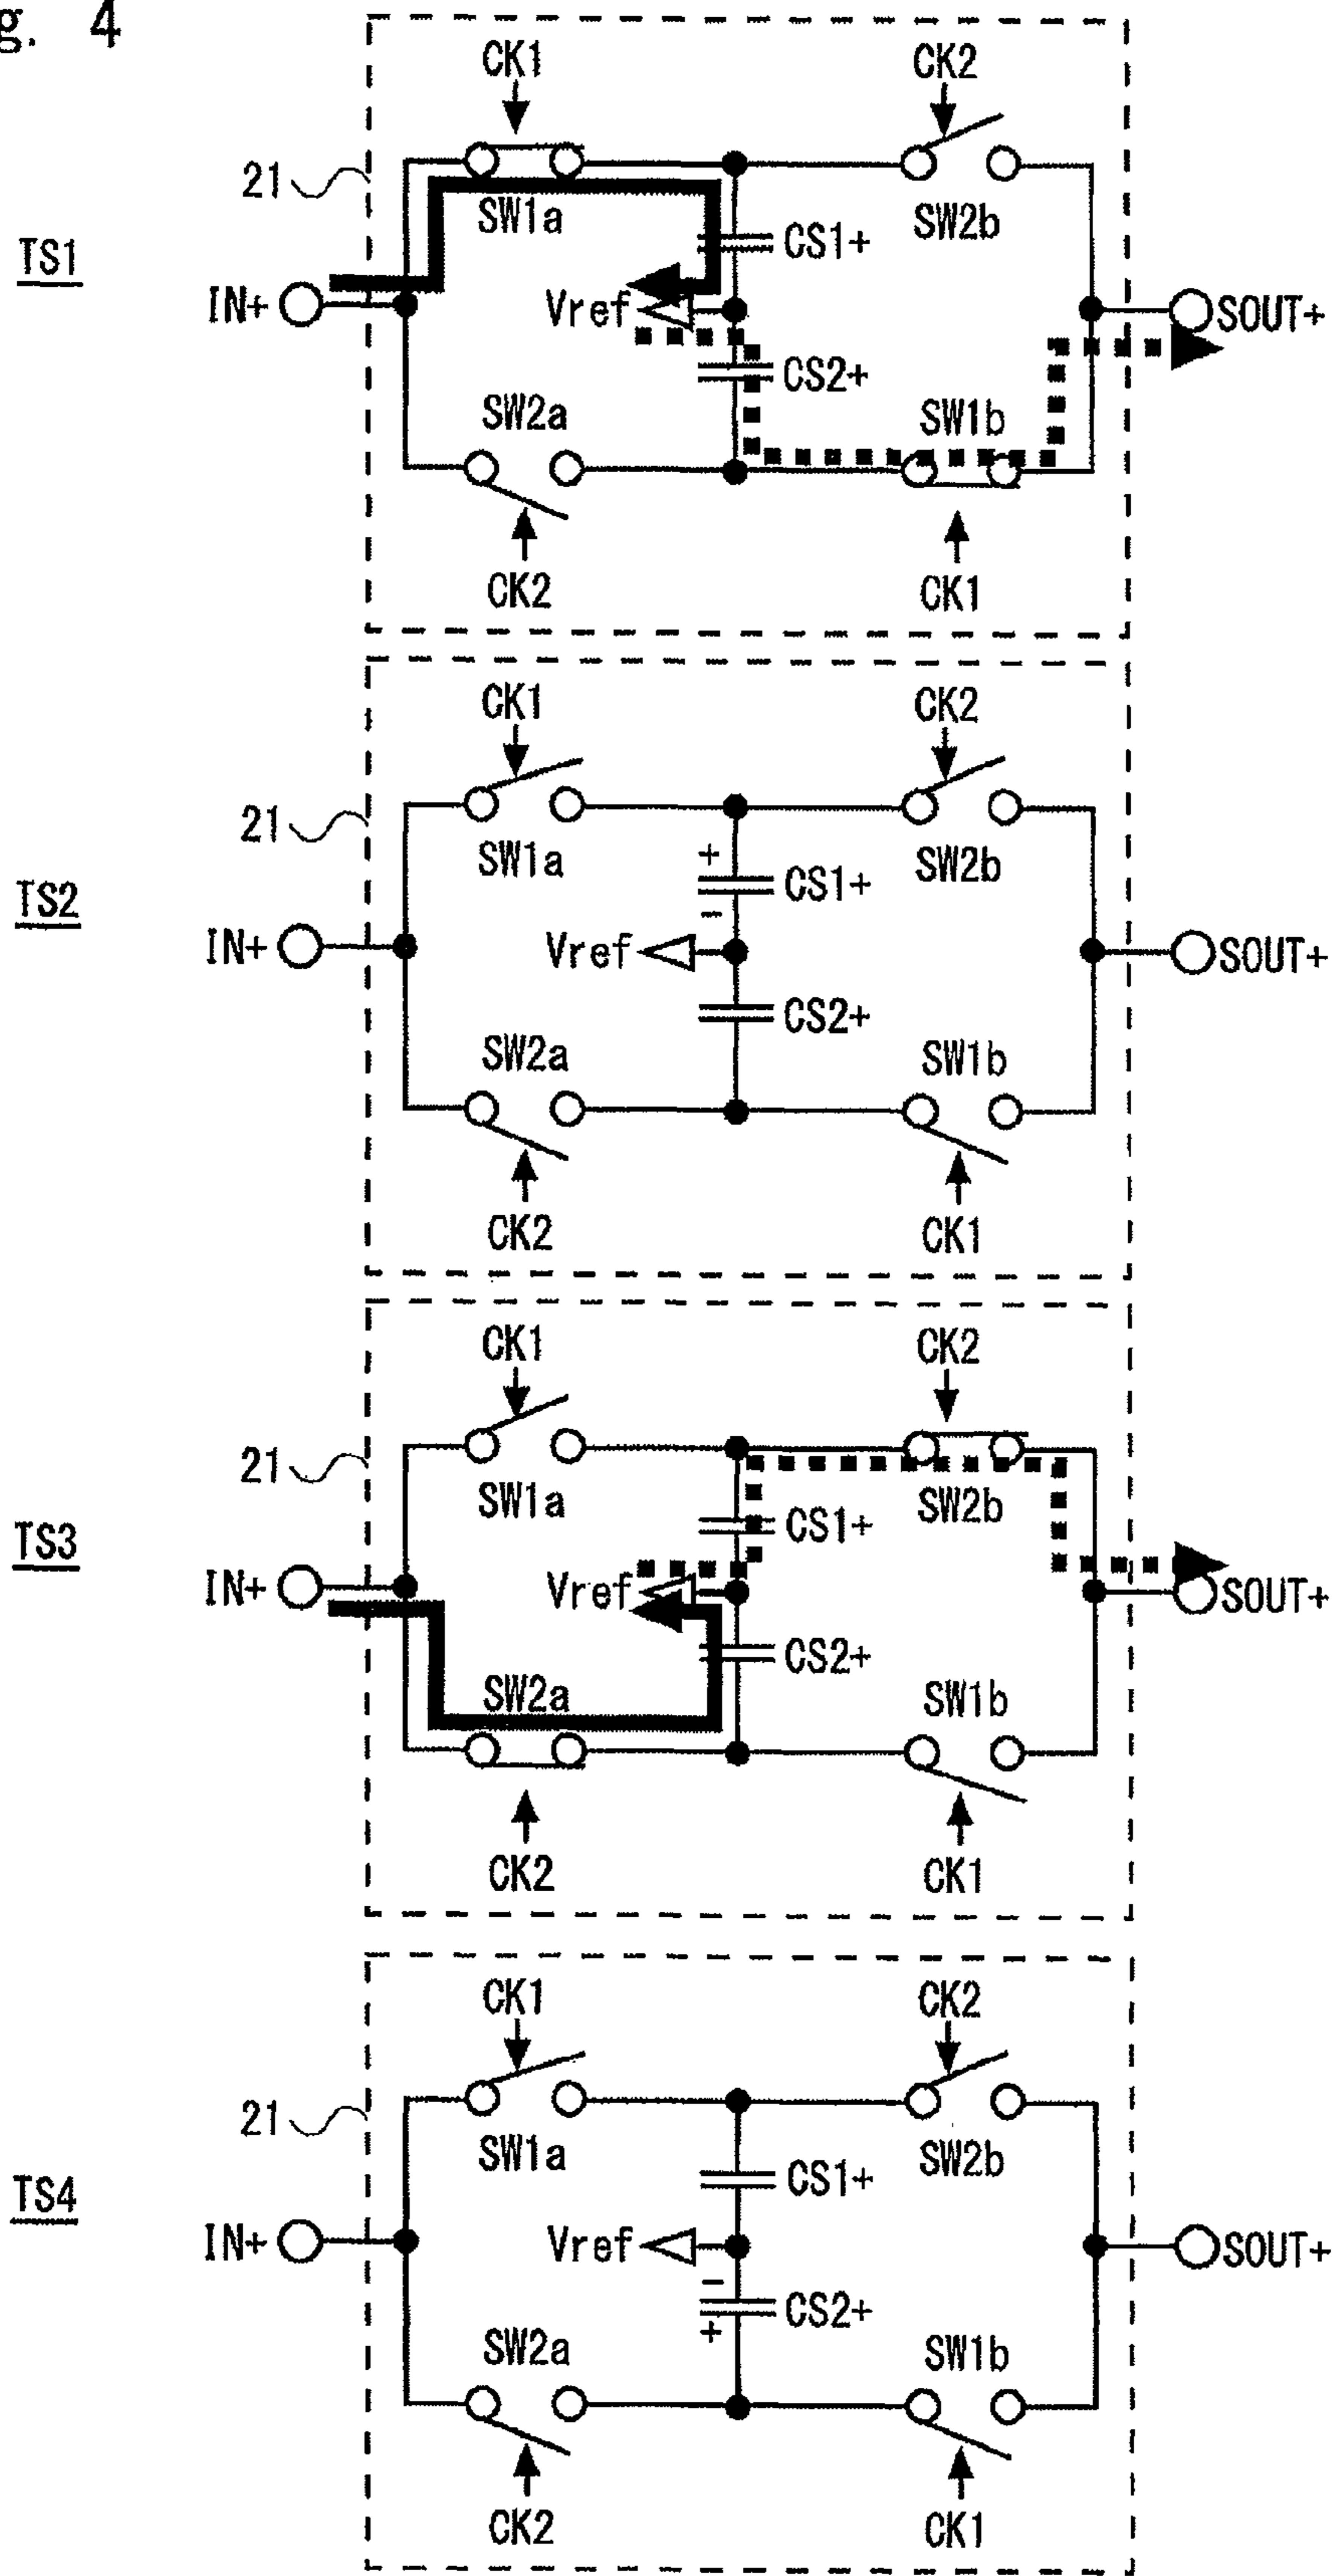 g. 4
CK1 CK2
21
SW1a SW2b
TS1
CS1+
IN+ Vref SOUT+
CS2+
SW2a SW1b
CK2 CK1
CK1 CK2
21
SW1a SW2b
+
CS1+
TS2
-
IN+ Vref SOUT+
CS2+
SW2a SW1b
CK2 CK1
CK1 CK2
21
SW1a SW2b
CS1+
TS3
IN+ Vref SOUT+
CS2+
SW2a SW1b
CK2 CK1
CK1 CK2
21
SW1a SW2b
CS1+
TS4
IN+ Vref SOUT+
-
CS2+
+
SW2a SW1b
CK2 CK1